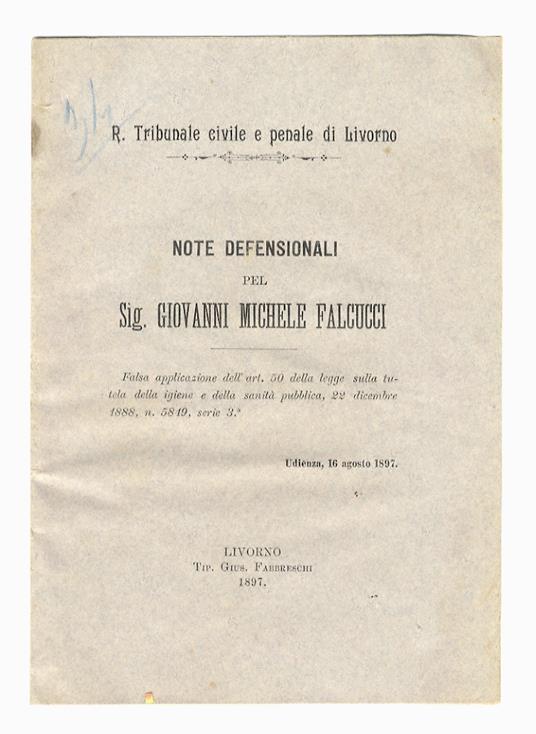 R. Tribunale civile e penale di Livorno
NOTE DEFENSIONALI
PEL
Sig. GIOVANNI MICHELE FALCUCCI
Falsa applicazione dell'art. 50 della legge sulla tu-
tela della igiene e della sanità pubblica, 22 dicembre
1888, n. 5849, serie 3.ª
Udienza, 16 agosto 1897.
LIVORNO
TIP. GIUS. FABBRESCHI
1897.